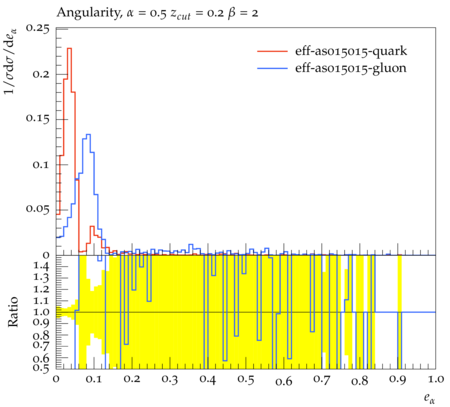 Angularity, α = 0.5 z_cut = 0.2 β = 2
1/σdσ/de_α
eff-as015015-quark
eff-as015015-gluon
0.25
0.2
0.15
0.1
0.05
0
Ratio
1.4
1.3
1.2
1.1
1.0
0.9
0.8
0.7
0.6
0.5
0 0.1 0.2 0.3 0.4 0.5 0.6 0.7 0.8 0.9 1.0
e_α